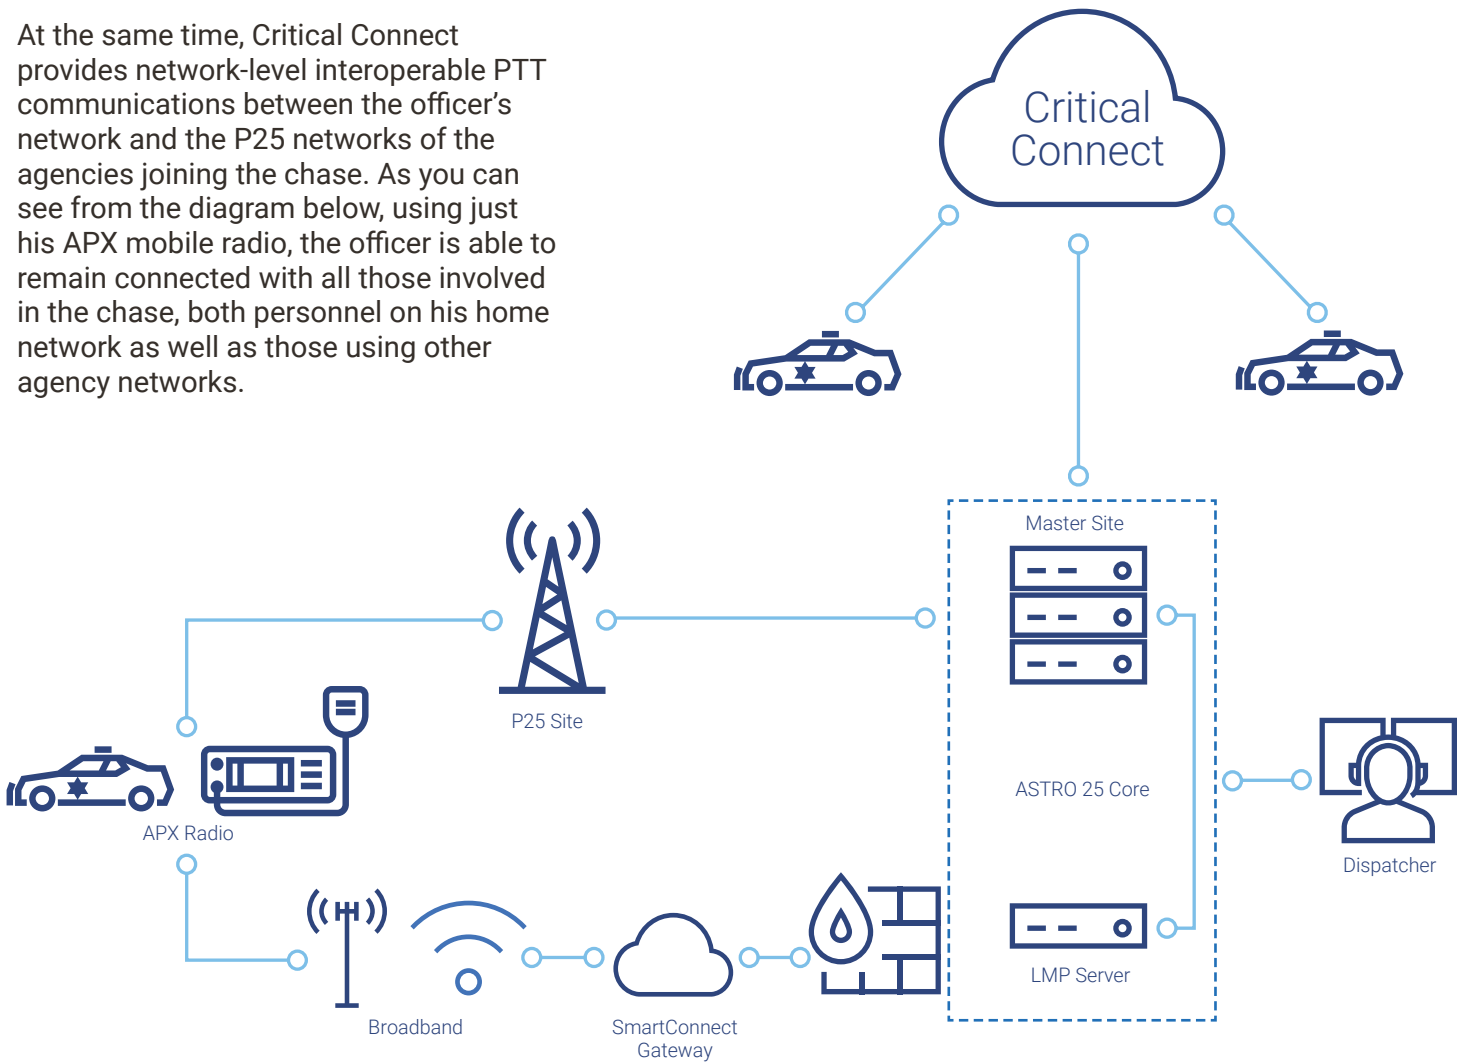 At the same time, Critical Connect
provides network-level interoperable PTT
communications between the officer’s
network and the P25 networks of the
agencies joining the chase. As you can
see from the diagram below, using just
his APX mobile radio, the officer is able to
remain connected with all those involved
in the chase, both personnel on his home
network as well as those using other
agency networks.
Critical
Connect
Master Site
P25 Site
ASTRO 25 Core
APX Radio
Dispatcher
LMP Server
Broadband
SmartConnect
Gateway